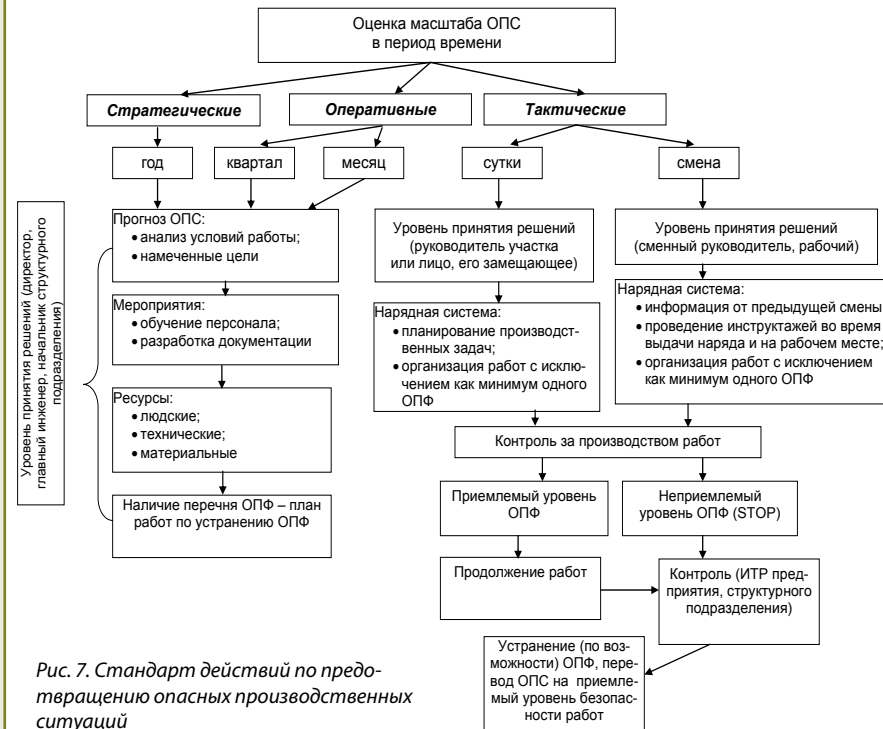 Оценка масштаба ОПС
в период времени
Стратегические
Оперативные
Тактические
год
квартал
месяц
сутки
смена
Уровень принятия решений (директор,
главный инженер, начальник структурного
подразделения)
Прогноз ОПС:
• анализ условий работы;
• намеченные цели
Мероприятия:
• обучение персонала;
• разработка документации
Ресурсы:
• людские;
• технические;
• материальные
Наличие перечня ОПФ – план
работ по устранению ОПФ
Уровень принятия решений
(руководитель участка
или лицо, его замещающее)
Нарядная система:
• планирование производст-
венных задач;
• организация работ с исклю-
чением как минимум одного
ОПФ
Уровень принятия решений
(сменный руководитель, рабочий)
Нарядная система:
• информация от предыдущей смены
• проведение инструктажей во время
выдачи наряда и на рабочем месте;
• организация работ с исключением
как минимум одного ОПФ
Контроль за производством работ
Приемлемый уровень
ОПФ
Неприемлемый
уровень ОПФ (STOP)
Продолжение работ
Контроль (ИТР пред-
приятия, структурного
подразделения)
Устранение (по воз-
можности) ОПФ, пере-
вод ОПС на приемле-
мый уровень безопас-
ности работ
Рис. 7. Стандарт действий по предо-
твращению опасных производственных
ситуаций